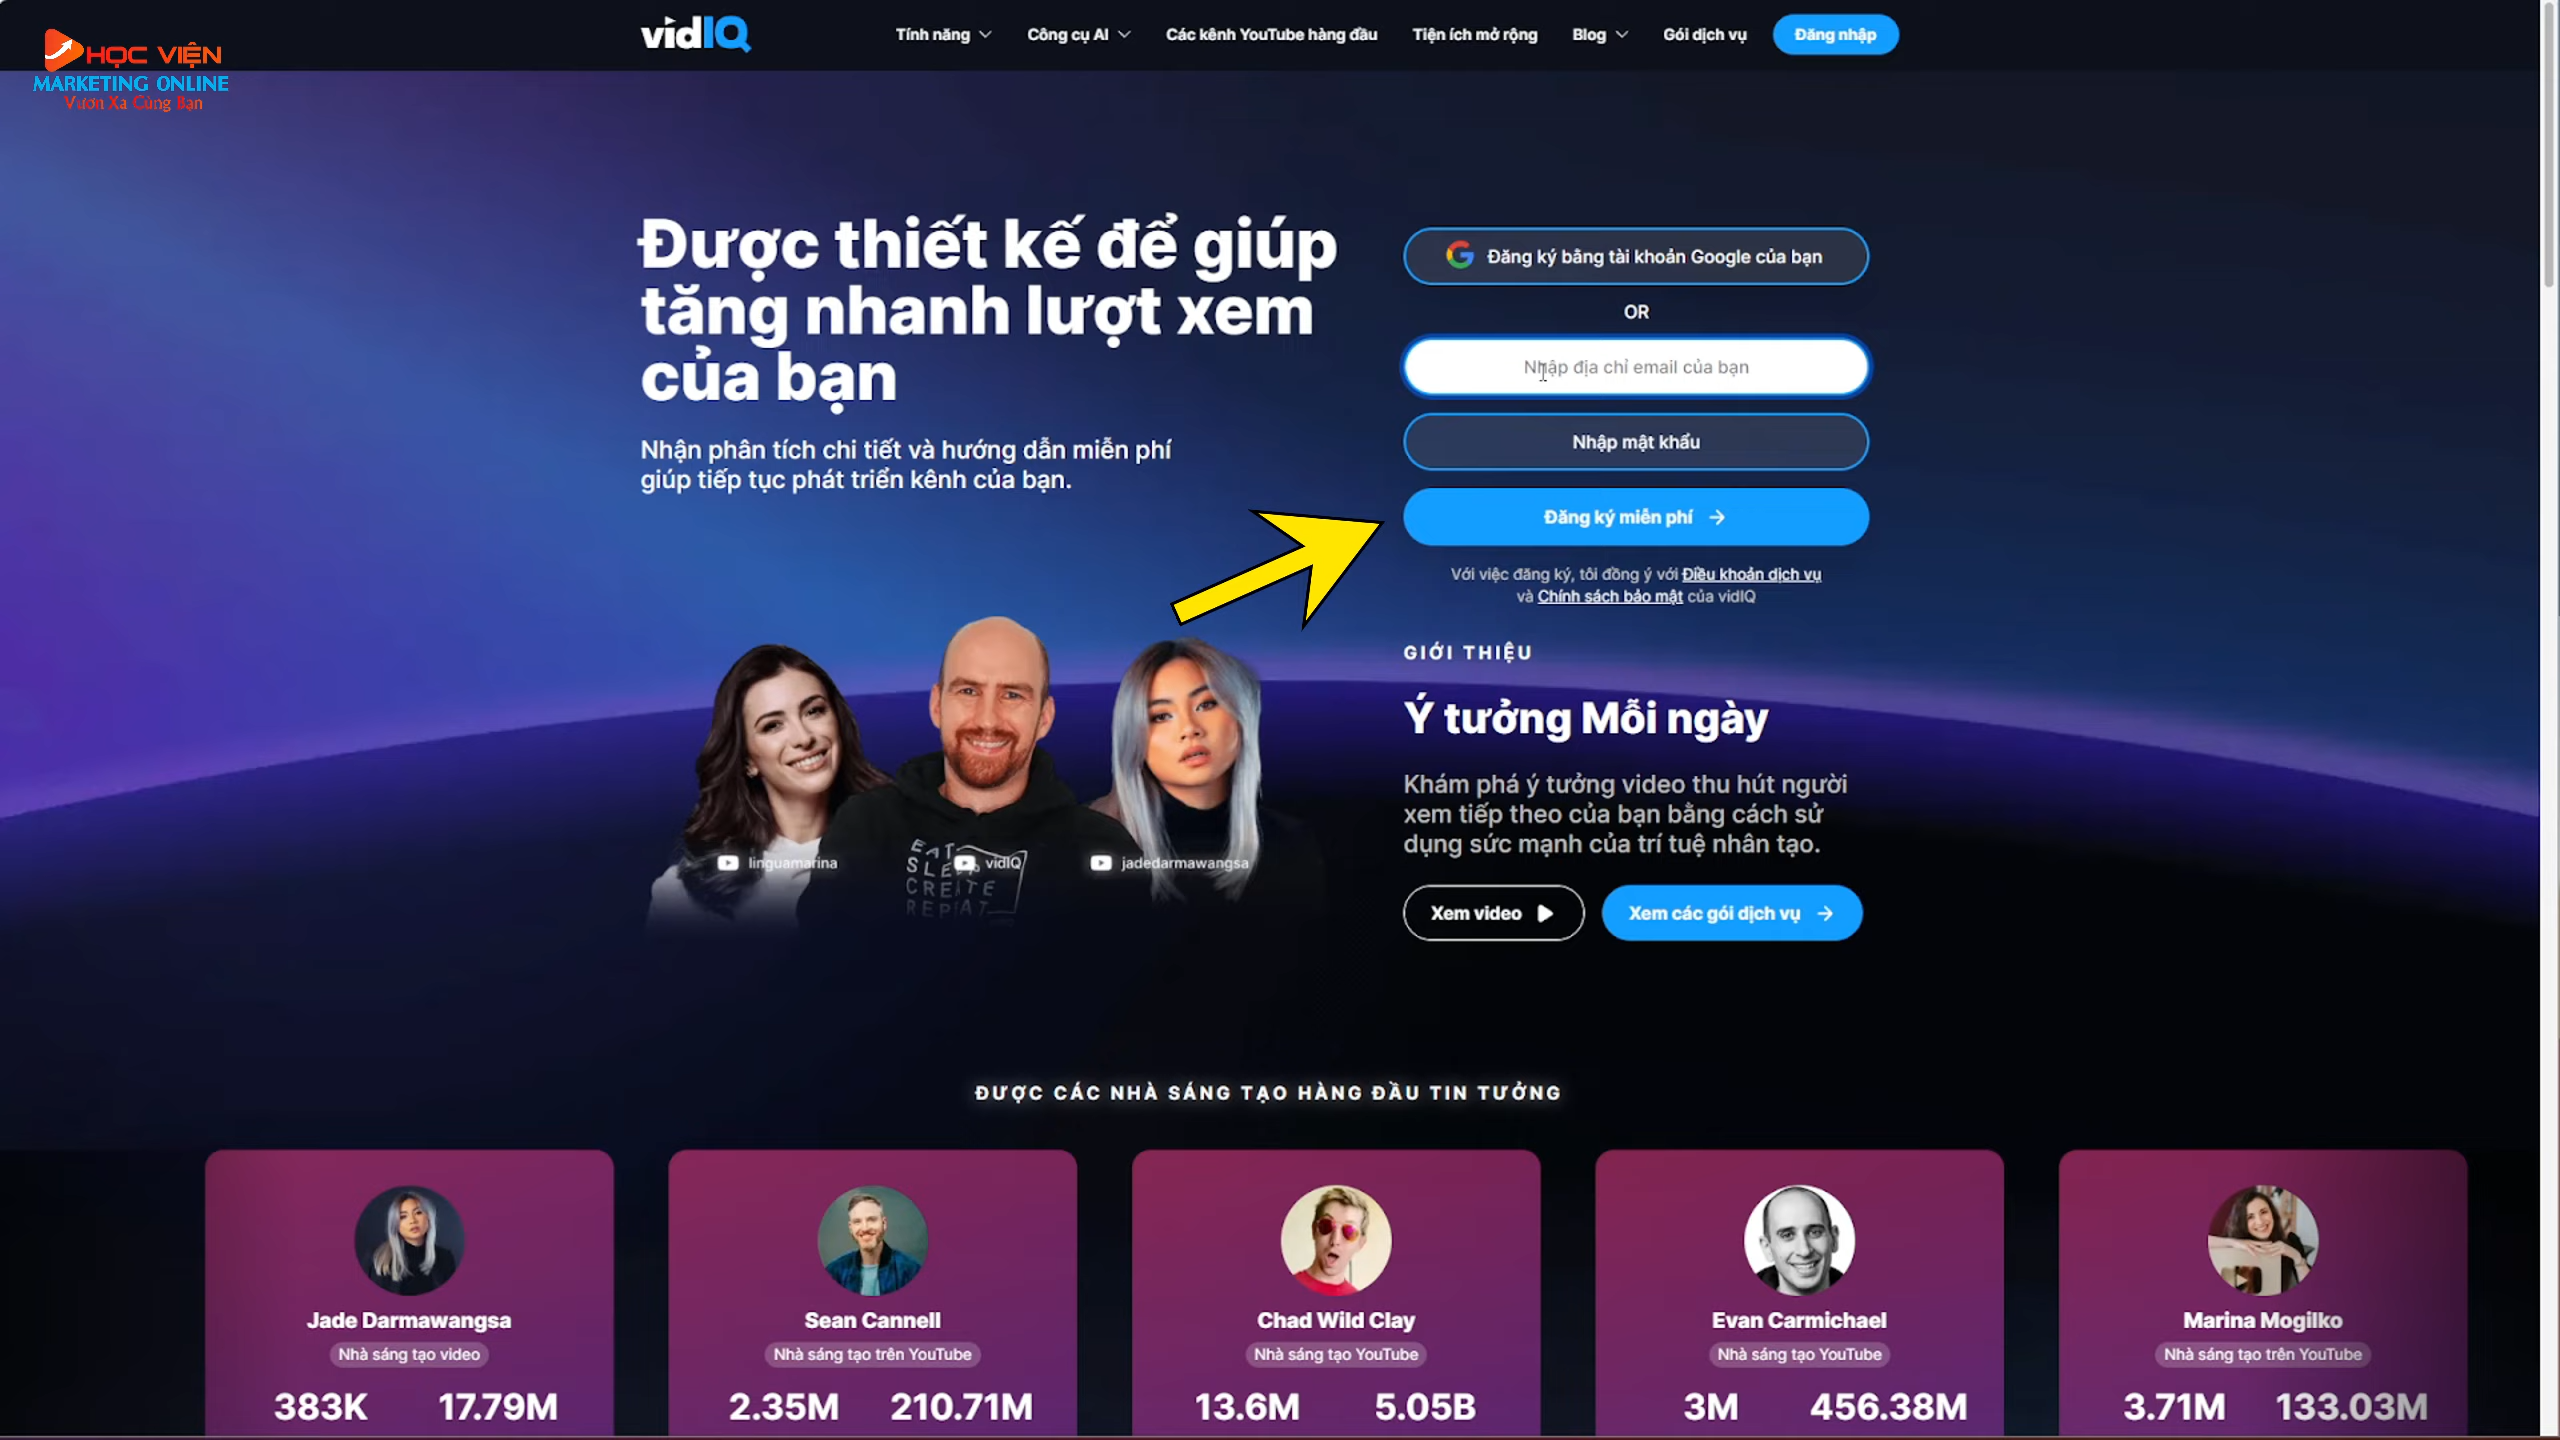 HỌC VIỆN
MARKETING ONLINE
Vươn Xa Cùng Bạn
vidIQ
Tính năng
Công cụ AI
Các kênh YouTube hàng đầu
Tiện ích mở rộng
Blog
Gói dịch vụ
Đăng nhập
Được thiết kế để giúp
tăng nhanh lượt xem
của bạn
Nhận phân tích chi tiết và hướng dẫn miễn phí
giúp tiếp tục phát triển kênh của bạn.
Đăng ký bằng tài khoản Google của bạn
OR
Nhập địa chỉ email của bạn
Nhập mật khẩu
Đăng ký miễn phí
Với việc đăng ký, tôi đồng ý với Điều khoản dịch vụ
và Chính sách bảo mật của vidIQ
linguamarina
vidIQ
jadedarmawangsa
EAT
SLEEP
CREATE
REPEAT
GIỚI THIỆU
Ý tưởng Mỗi ngày
Khám phá ý tưởng video thu hút người
xem tiếp theo của bạn bằng cách sử
dụng sức mạnh của trí tuệ nhân tạo.
Xem video
Xem các gói dịch vụ
ĐƯỢC CÁC NHÀ SÁNG TẠO HÀNG ĐẦU TIN TƯỞNG
Jade Darmawangsa
Nhà sáng tạo video
383K 17.79M
Sean Cannell
Nhà sáng tạo trên YouTube
2.35M 210.71M
Chad Wild Clay
Nhà sáng tạo YouTube
13.6M 5.05B
Evan Carmichael
Nhà sáng tạo YouTube
3M 456.38M
Marina Mogilko
Nhà sáng tạo trên YouTube
3.71M 133.03M